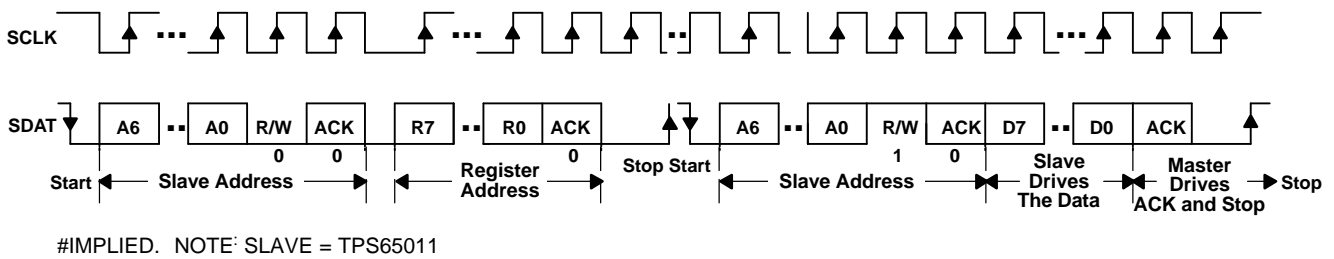 SCLK ... ... .. ...
SDAT A6 .. A0 R/W ACK R7 .. R0 ACK A6 .. A0 R/W ACK D7 .. D0 ACK
0 0 0 1 0
Start Slave Address Register Address Stop Start Slave Address Slave Drives The Data Master Drives ACK and Stop Stop
#IMPLIED. NOTE: SLAVE = TPS65011